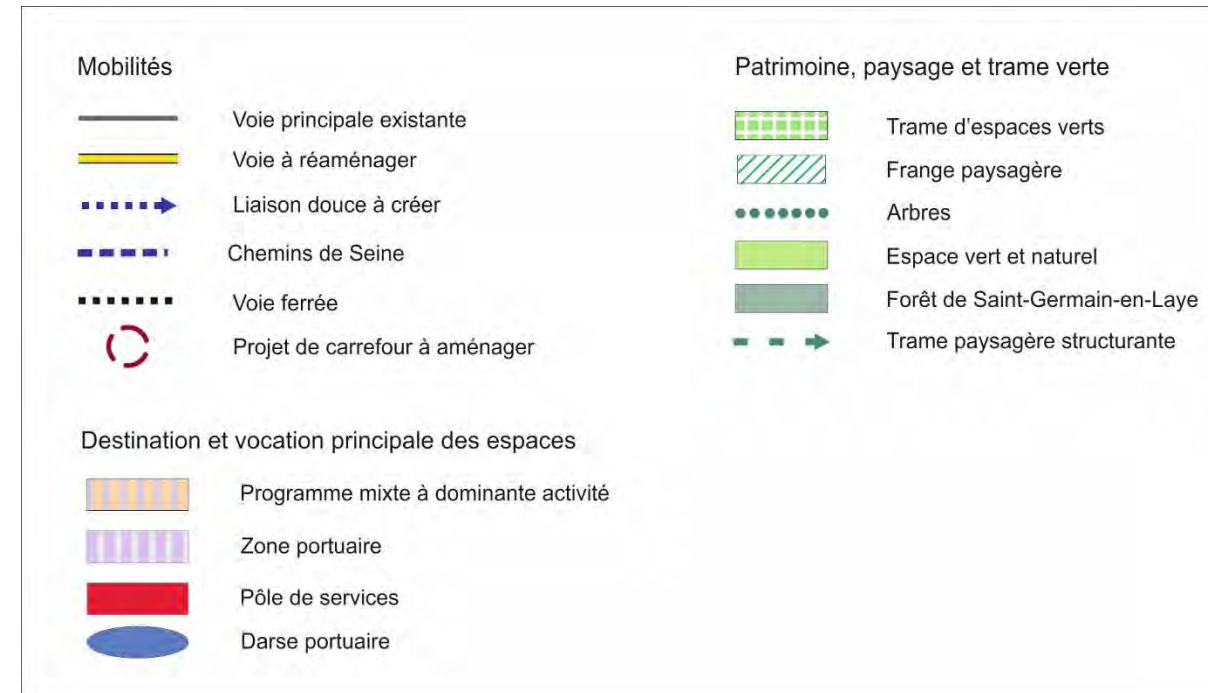 Mobilités
Voie principale existante
Voie à réaménager
Liaison douce à créer
Chemins de Seine
Voie ferrée
Projet de carrefour à aménager
Patrimoine, paysage et trame verte
Trame d'espaces verts
Frange paysagère
Arbres
Espace vert et naturel
Forêt de Saint-Germain-en-Laye
Trame paysagère structurante
Destination et vocation principale des espaces
Programme mixte à dominante activité
Zone portuaire
Pôle de services
Darse portuaire